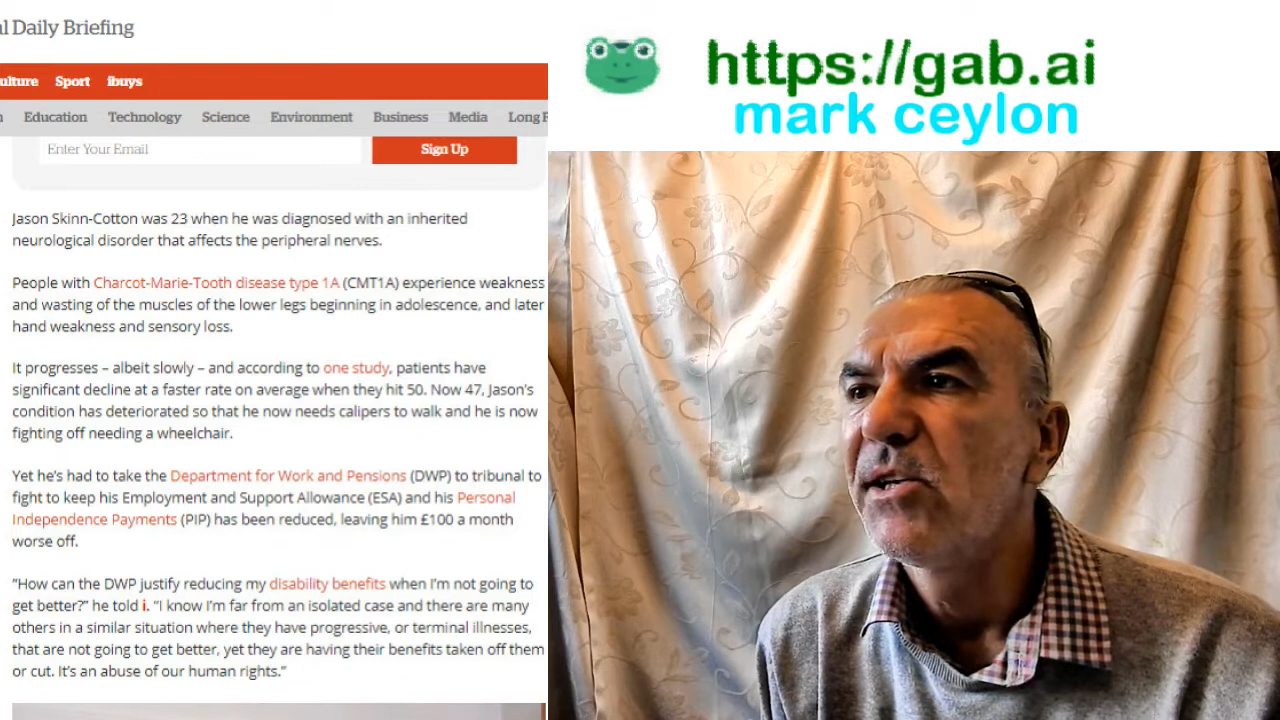 l Daily Briefing
ulture Sport ibuys
n Education Technology Science Environment Business Media Long F
Enter Your Email Sign Up
Jason Skinn-Cotton was 23 when he was diagnosed with an inherited
neurological disorder that affects the peripheral nerves.
People with Charcot-Marie-Tooth disease type 1A (CMT1A) experience weakness
and wasting of the muscles of the lower legs beginning in adolescence, and later
hand weakness and sensory loss.
It progresses – albeit slowly – and according to one study, patients have
significant decline at a faster rate on average when they hit 50. Now 47, Jason's
condition has deteriorated so that he now needs calipers to walk and he is now
fighting off needing a wheelchair.
Yet he's had to take the Department for Work and Pensions (DWP) to tribunal to
fight to keep his Employment and Support Allowance (ESA) and his Personal
Independence Payments (PIP) has been reduced, leaving him £100 a month
worse off.
"How can the DWP justify reducing my disability benefits when I'm not going to
get better?" he told i. "I know I'm far from an isolated case and there are many
others in a similar situation where they have progressive, or terminal illnesses,
that are not going to get better, yet they are having their benefits taken off them
or cut. It's an abuse of our human rights."
https://gab.ai
mark ceylon